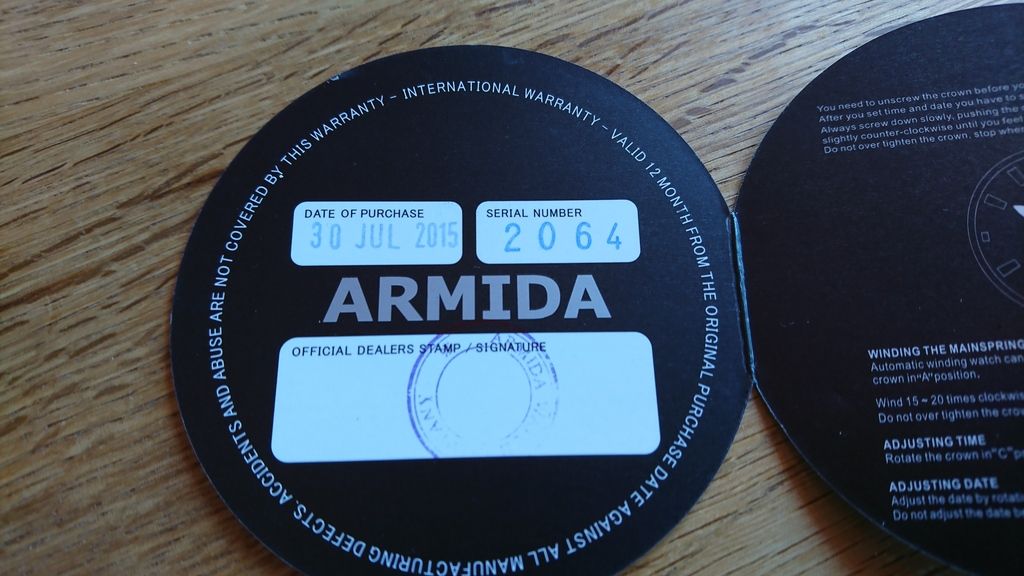 INTERNATIONAL WARRANTY - VALID 12 MONTH FROM THE ORIGINAL PURCHASE DATE AGAINST ALL MANUFACTURING DEFECTS. ACCIDENTS AND ABUSE ARE NOT COVERED BY THIS WARRANTY -
DATE OF PURCHASE
30 JUL 2015
SERIAL NUMBER
2064
ARMIDA
OFFICIAL DEALERS STAMP / SIGNATURE
ARMIDA
You need to unscrew the crown before
After you set time and date you have to
Always screw down slowly, pushing the
slightly counter-clockwise until you feel
Do not over tighten the crown, stop
WINDING THE MAINSPRING
Automatic winding watch can
crown in"A"position.
Wind 15 ~ 20 times
Do not over tighten the
ADJUSTING TIME
Rotate the crown in"C"
ADJUSTING DATE
Adjust the date by
Do not adjust the date